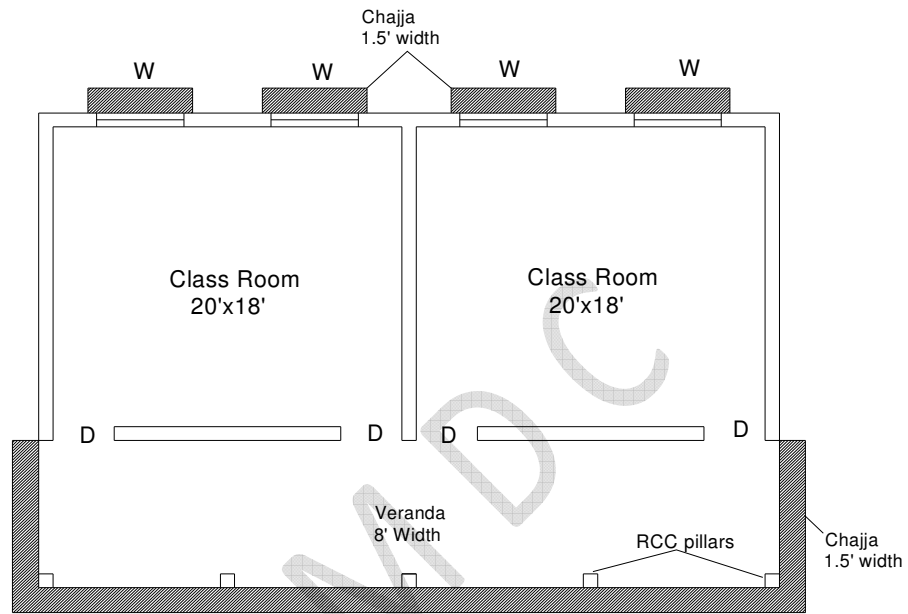 Chajja
1.5' width
W
W
W
W
Class Room
20'x18'
Class Room
20'x18'
D
D
D
D
Veranda
8' Width
RCC pillars
Chajja
1.5' width
MDC